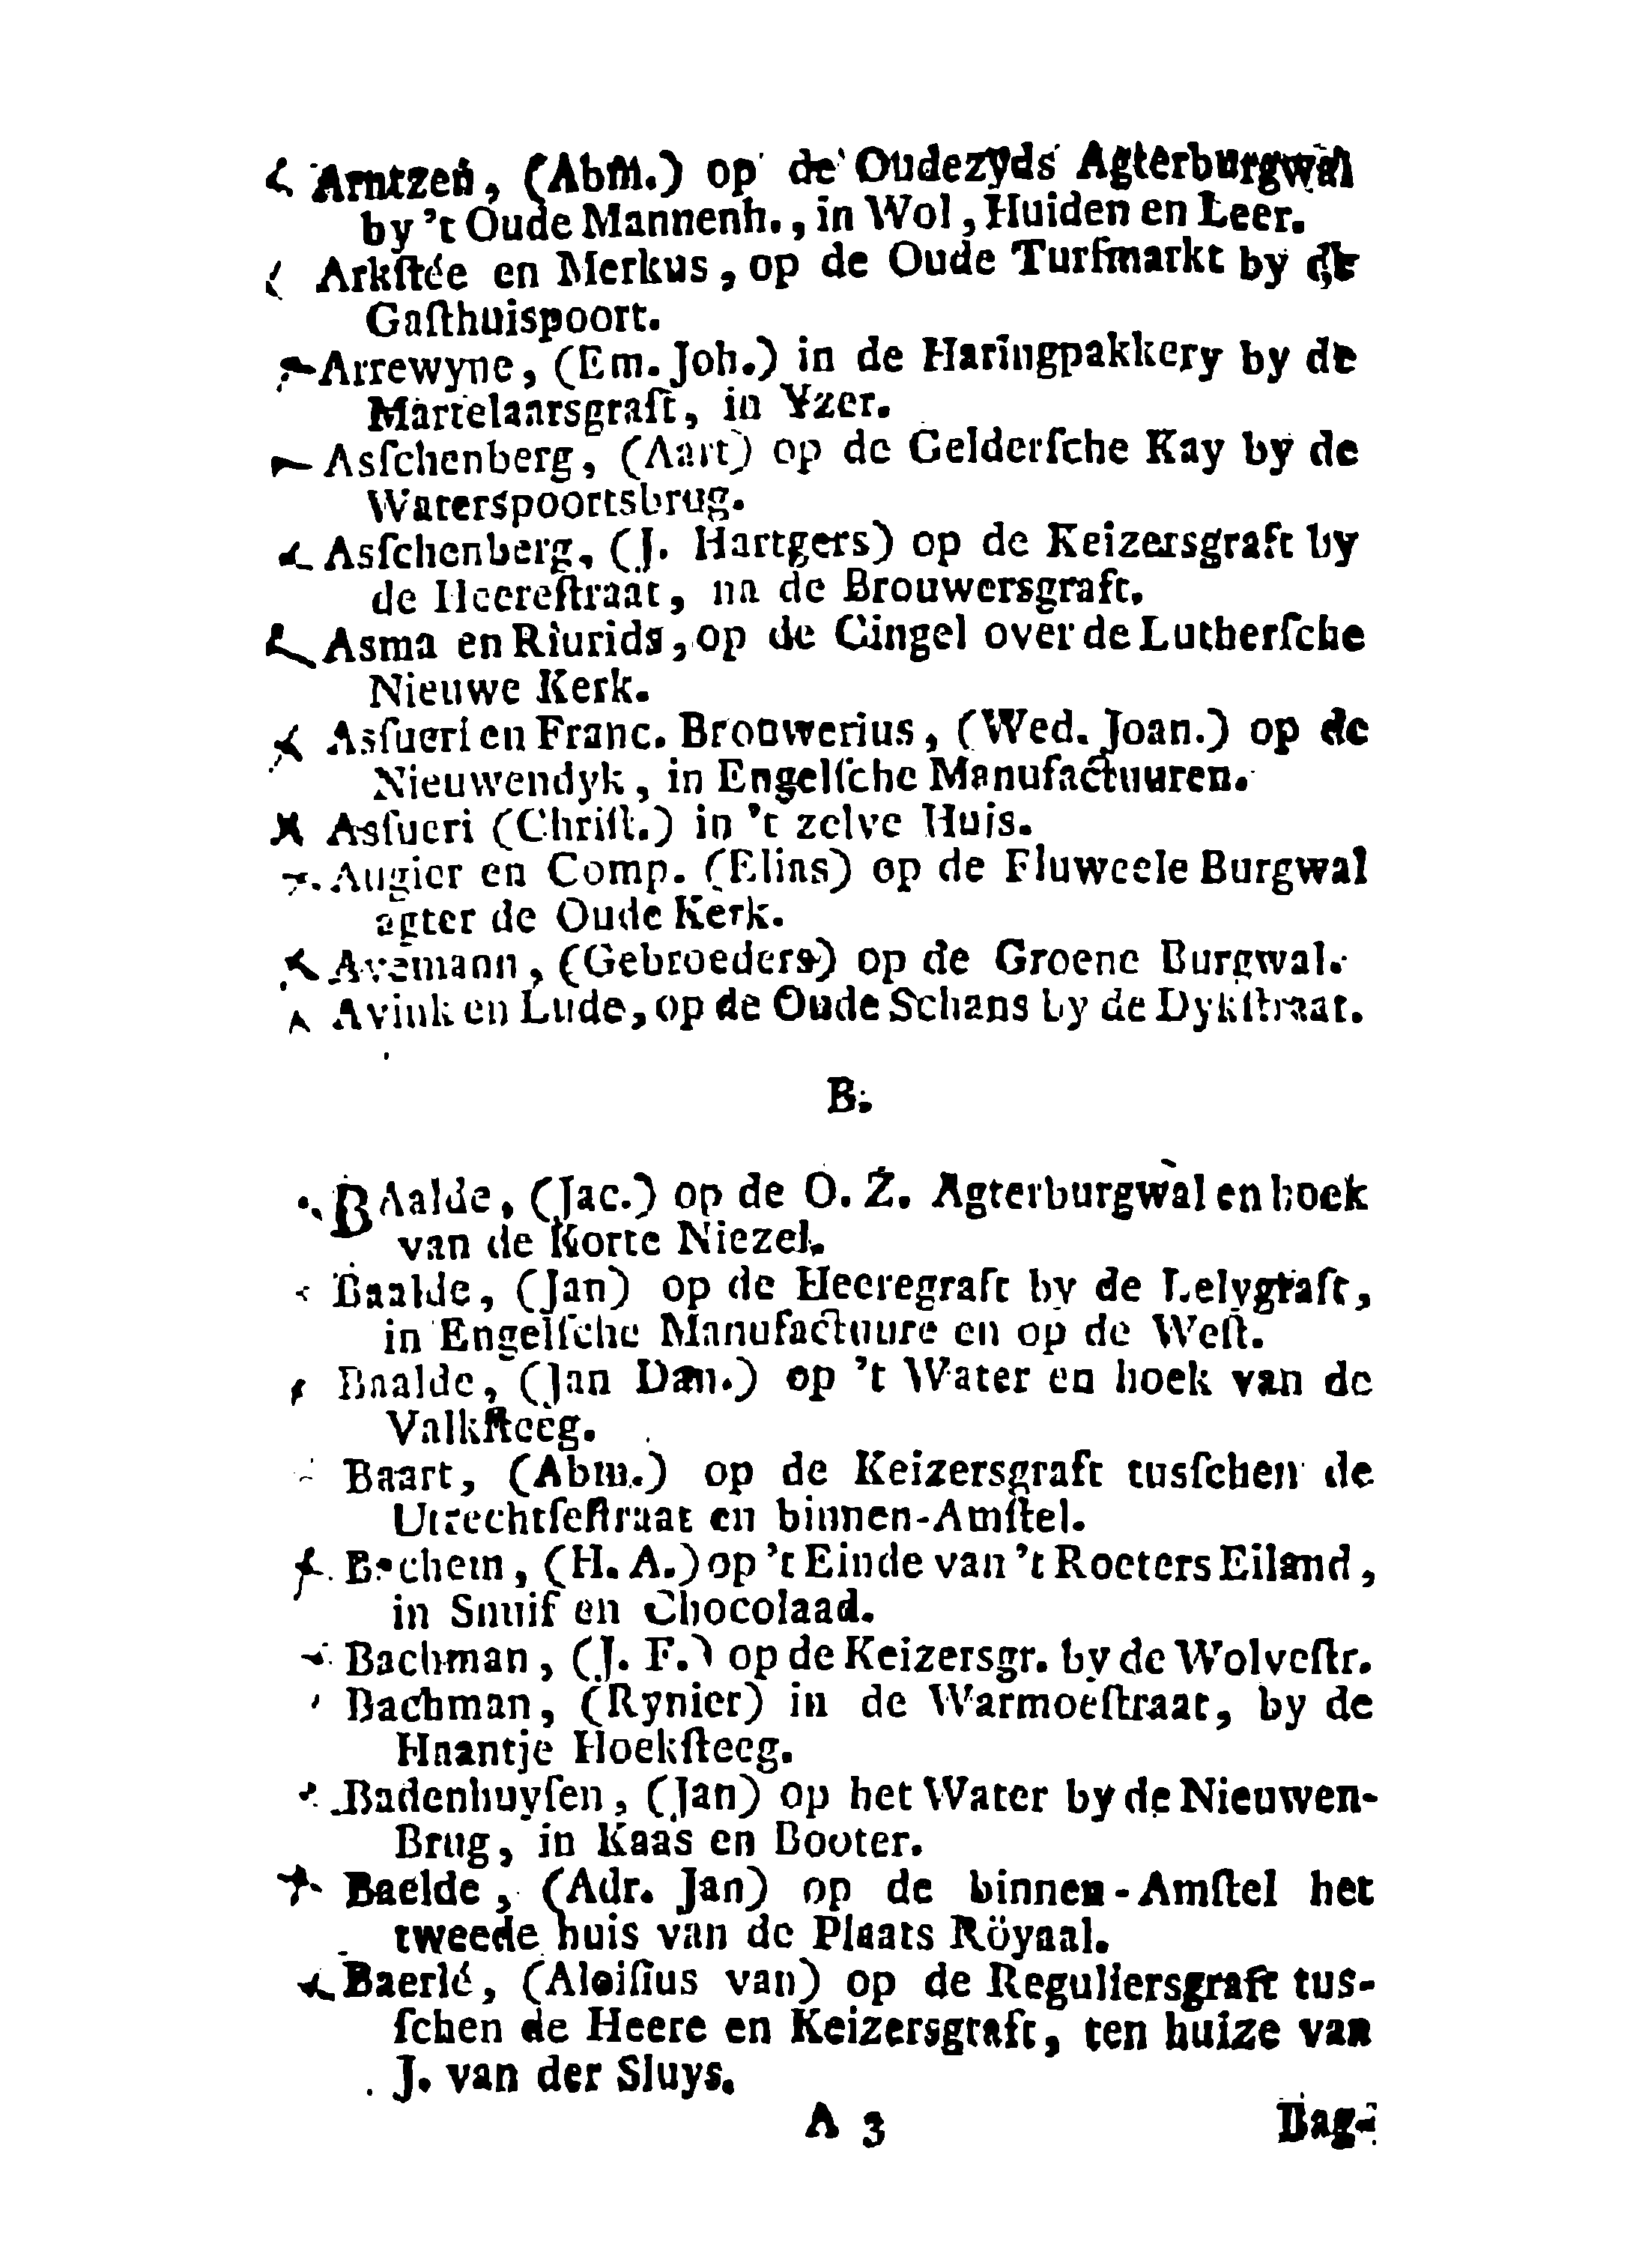 Arntzen, (Abm.) op de Oudezyds Agterburgwal
by 't Oude Mannenh., in Wol, Huiden en Leer.
Arkſtée en Merkus, op de Oude Turfmarkt by de
Gaſthuispoort.
Arrewyne, (Em. Joh.) in de Haringpakkery by de
Martelaarsgraft, in Yzer.
Asſchenberg, (Aart) op de Gelderſche Kay by de
Waterspoortsbrug.
Asſchenberg, (J. Hartgers) op de Keizersgraft by
de Heereſtraat, na de Brouwersgraft.
Asma en Riurids, op de Cingel over de Lutherſche
Nieuwe Kerk.
Asſueri en Franc. Brouwerius, (Wed. Joan.) op de
Nieuwendyk, in Engelſche Manufactuuren.
Asſueri (Chriſt.) in 't zelve Huis.
Augier en Comp. (Elias) op de Fluweele Burgwal
agter de Oude Kerk.
Avemann, (Gebroeders) op de Groene Burgwal.
Avink en Lude, op de Oude Schans by de Dykſtraat.
B.
BAalde, (Jac.) op de O. Z. Agterburgwal en hoek
van de Korte Niezel.
Baalde, (Jan) op de Heeregraft by de Lelygraft,
in Engelſche Manufactuure en op de Weſt.
Baalde, (Jan Dan.) op 't Water en hoek van de
Valkſteeg.
Baart, (Abm.) op de Keizersgraft tusſchen de
Utrechtſeſtraat en binnen-Amſtel.
Bochem, (H. A.) op 't Einde van 't Roeters Eiland,
in Snuif en Chocolaad.
Bachman, (J. F.) op de Keizersgr. by de Wolveſtr.
Bachman, (Rynier) in de Warmoeſtraat, by de
Haantje Hoekſteeg.
Badenhuyſen, (Jan) op het Water by de Nieuwen-
Brug, in Kaas en Booter.
Baelde, (Adr. Jan) op de binnen-Amſtel het
tweede huis van de Plaats Röyaal.
Baerlé, (Aloiſius van) op de Reguliersgraft tus-
ſchen de Heere en Keizersgraft, ten huize van
J. van der Sluys.
A 3 Bag-